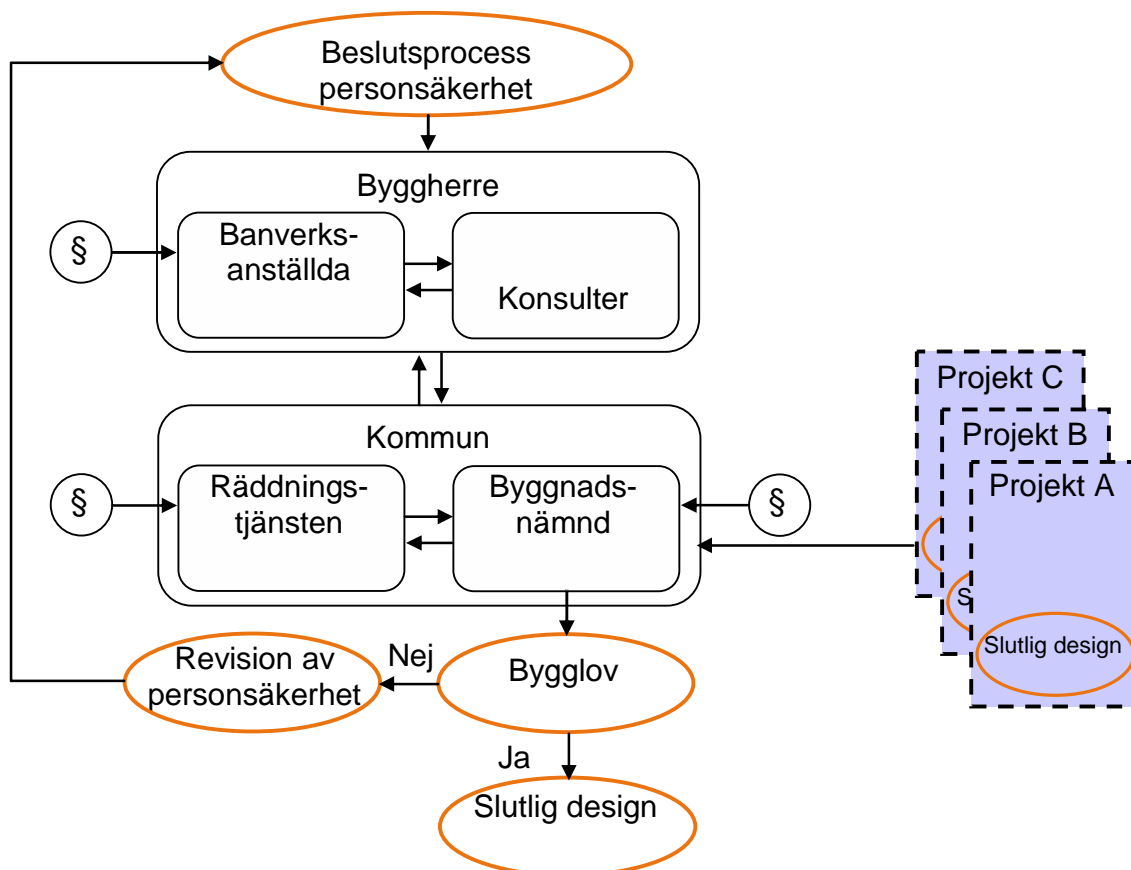 Beslutsprocess
personsäkerhet
Byggherre
§
Banverks-
anställda
Konsulter
Kommun
§
Räddnings-
tjänsten
Byggnads-
nämnd
§
Projekt C
Projekt B
Projekt A
S
Slutlig design
Revision av
personsäkerhet
Nej
Bygglov
Ja
Slutlig design